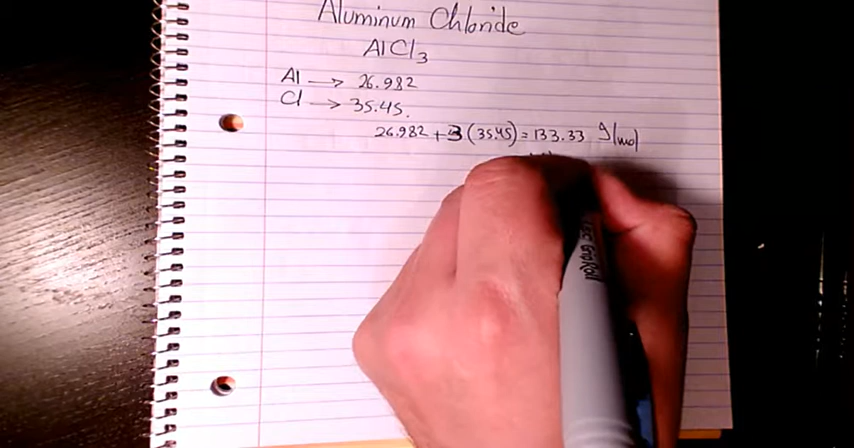 Aluminum Chloride
AlCl3
Al → 26.982
Cl → 35.45.
26.982 + 3 (35.45) = 133.33 g/mol